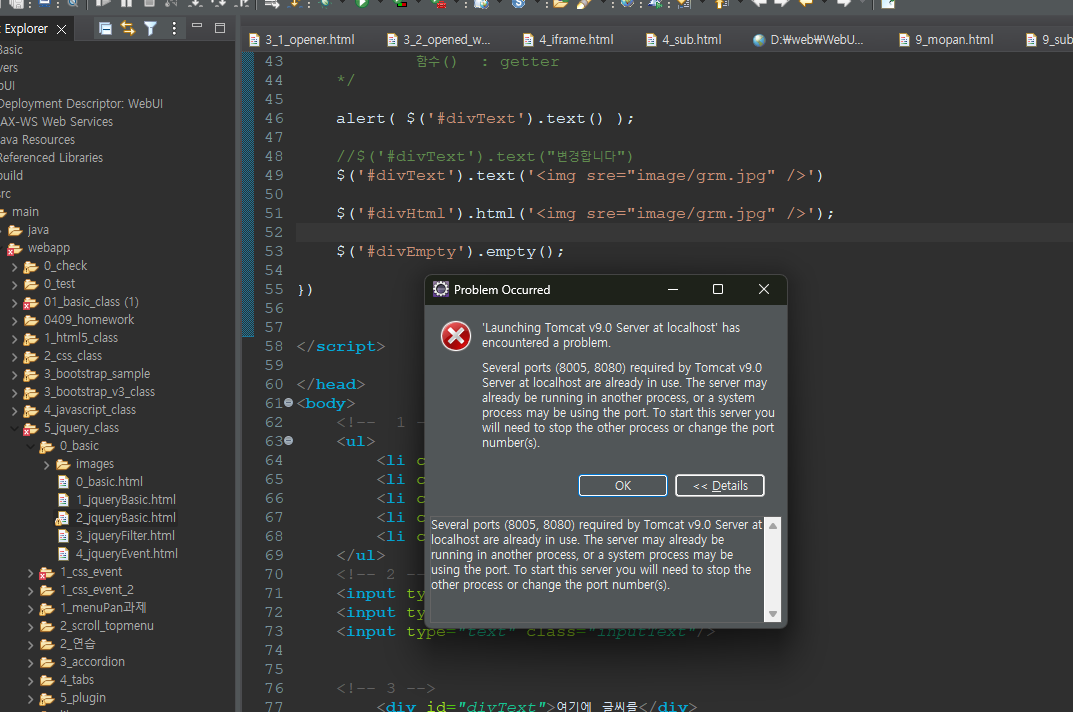 Explorer
3_1_opener.html
3_2_opened_w...
4_iframe.html
4_sub.html
D:₩web₩WebU...
9_mopan.html
9_sub
Basic
vers
bUI
Deployment Descriptor: WebUI
AX-WS Web Services
ava Resources
Referenced Libraries
build
src
main
java
webapp
0_check
0_test
01_basic_class (1)
0409_homework
1_html5_class
2_css_class
3_bootstrap_sample
3_bootstrap_v3_class
4_javascript_class
5_jquery_class
0_basic
images
0_basic.html
1_jqueryBasic.html
2_jqueryBasic.html
3_jqueryFilter.html
4_jqueryEvent.html
1_css_event
1_css_event_2
1_menuPan과제
2_scroll_topmenu
2_연습
3_accordion
4_tabs
5_plugin
43 함수() : getter
44 */
45
46 alert( $('#divText').text() );
47
48 //$('#divText').text("변경합니다")
49 $('#divText').text('<img sre="image/grm.jpg" />')
50
51 $('#divHtml').html('<img sre="image/grm.jpg" />');
52
53 $('#divEmpty').empty();
54
55 })
56
57
58 </script>
59
60 </head>
61 <body>
62 <!-- 1 -
63 <ul>
64 <li c
65 <li c
66 <li c
67 <li c
68 <li c
69 </ul>
70 <!-- 2 -
71 <input ty
72 <input ty
73 <input type="text" class="inputText"/>
74
75
76 <!-- 3 -->
77 <div id="divText">여기에 글씨를</div>
Problem Occurred
'Launching Tomcat v9.0 Server at localhost' has
encountered a problem.
Several ports (8005, 8080) required by Tomcat v9.0
Server at localhost are already in use. The server may
already be running in another process, or a system
process may be using the port. To start this server you
will need to stop the other process or change the port
number(s).
OK
<< Details
Several ports (8005, 8080) required by Tomcat v9.0 Server at
localhost are already in use. The server may already be
running in another process, or a system process may be
using the port. To start this server you will need to stop the
other process or change the port number(s).